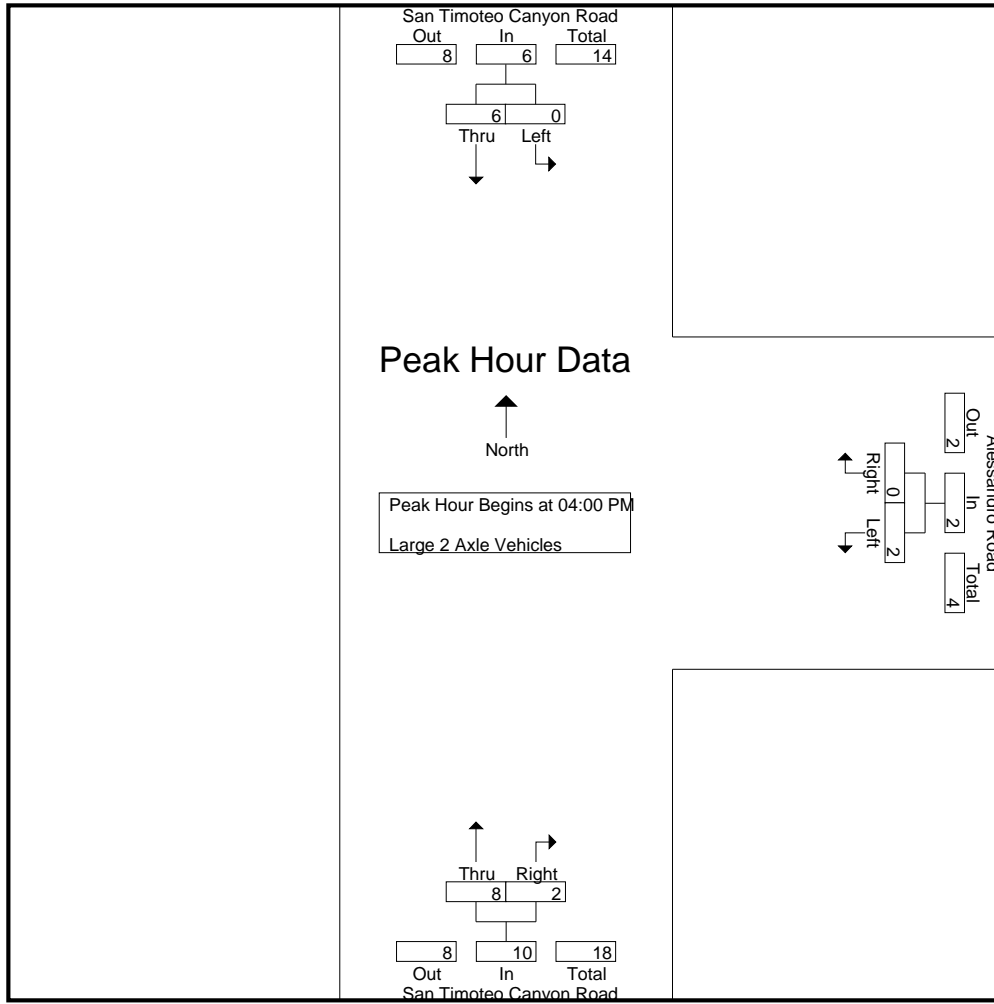 San Timoteo Canyon Road
Out In Total
8 6 14
6 0
Thru Left
Peak Hour Data
North
Peak Hour Begins at 04:00 PM
Large 2 Axle Vehicles
Alessandro Road
Out In Total
2 2 4
Right Left
0 2
Thru Right
8 2
8 10 18
Out In Total
San Timoteo Canyon Road